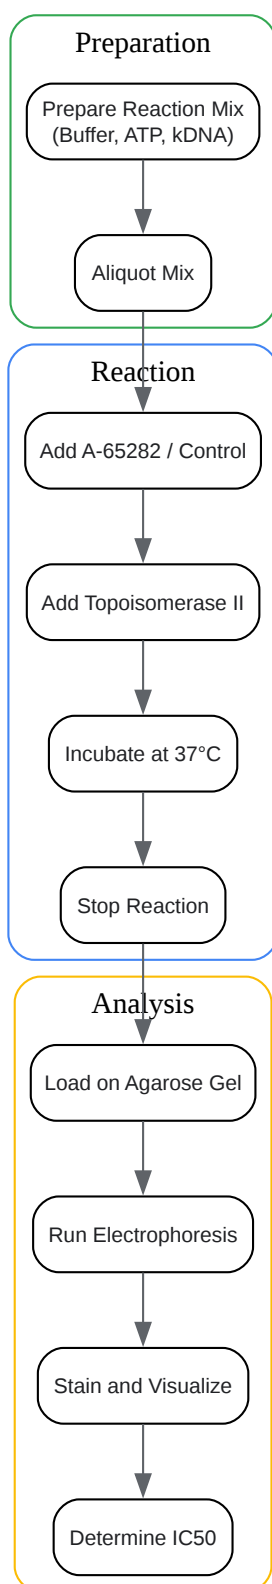 Preparation
Prepare Reaction Mix
(Buffer, ATP, kDNA)
Aliquot Mix
Reaction
Add A-65282 / Control
Add Topoisomerase II
Incubate at 37°C
Stop Reaction
Analysis
Load on Agarose Gel
Run Electrophoresis
Stain and Visualize
Determine IC50